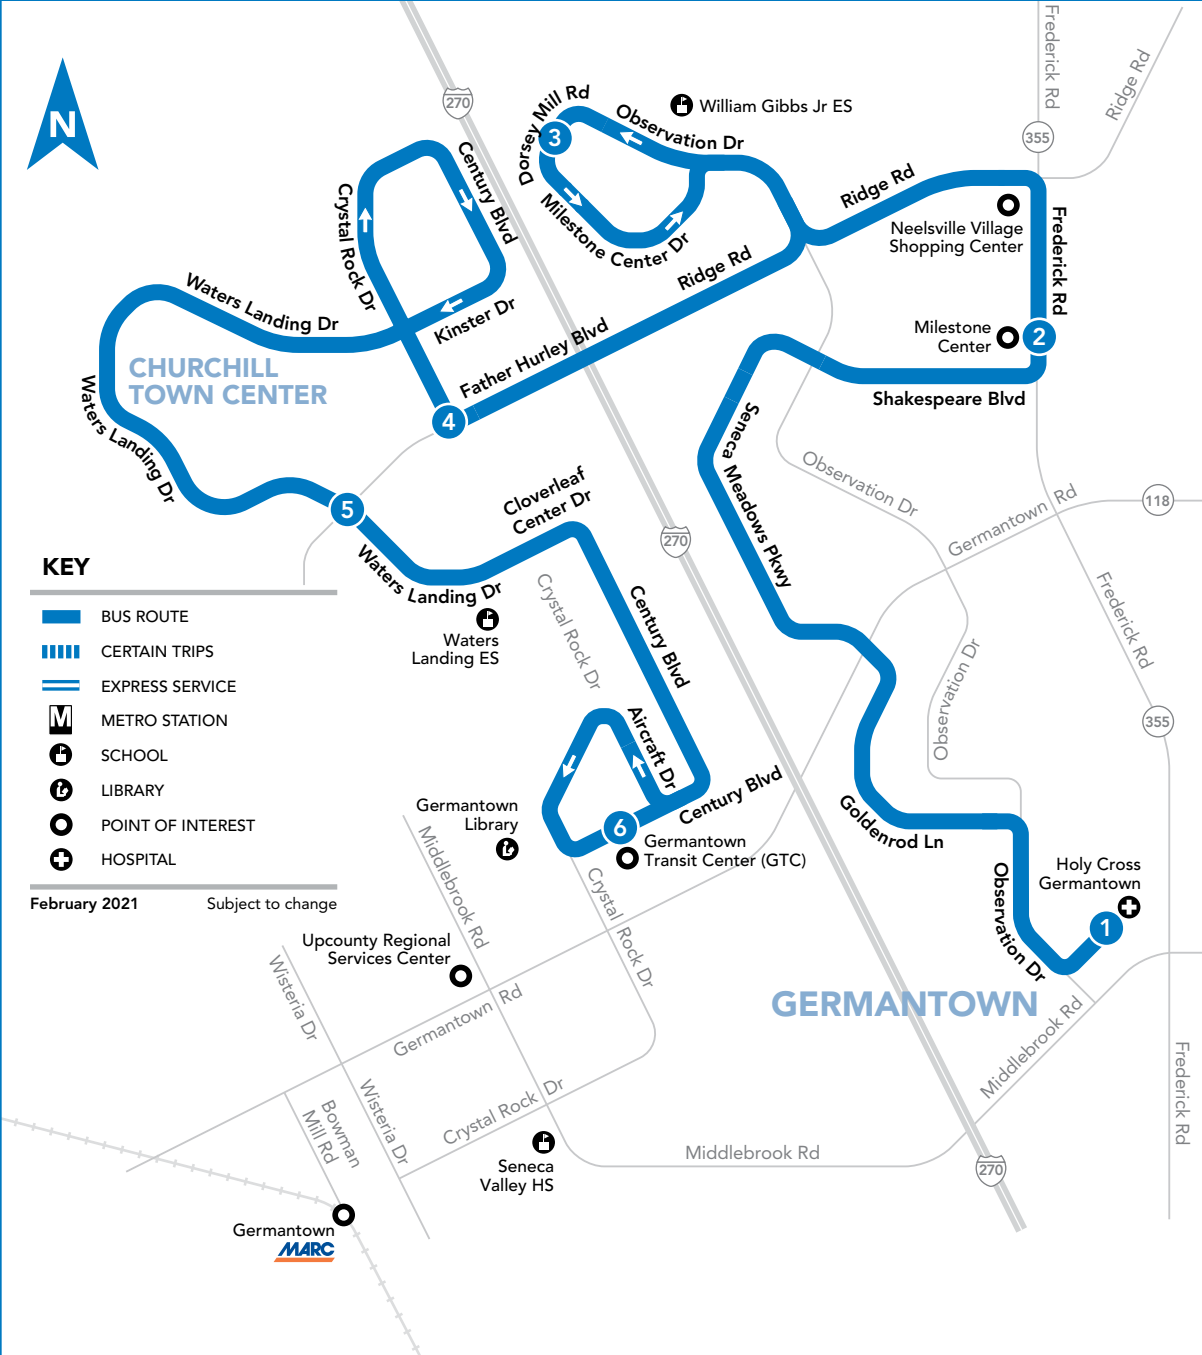 N
270
Dorsey Mill Rd
3
Observation Dr
William Gibbs Jr ES
Frederick Rd
Ridge Rd
355
Century Blvd
Crystal Rock Dr
Milestone Center Dr
Ridge Rd
Ridge Rd
Neelsville Village
Shopping Center
Frederick Rd
Waters Landing Dr
Kinster Dr
Father Hurley Blvd
Milestone
Center
2
CHURCHILL
TOWN CENTER
Waters Landing Dr
4
Shakespeare Blvd
Seneca Meadows Pkwy
Observation Dr
Germantown Rd
118
5
Cloverleaf
Center Dr
270
Waters Landing Dr
Waters
Landing ES
Crystal Rock Dr
Century Blvd
Frederick Rd
Observation Dr
355
KEY
BUS ROUTE
CERTAIN TRIPS
EXPRESS SERVICE
M
METRO STATION
SCHOOL
LIBRARY
POINT OF INTEREST
HOSPITAL
February 2021
Subject to change
Aircraft Dr
Century Blvd
6
Germantown
Transit Center (GTC)
Germantown
Library
Goldenrod Ln
Holy Cross
Germantown
1
Observation Dr
Middlebrook Rd
Crystal Rock Dr
Upcounty Regional
Services Center
Wisteria Dr
Germantown Rd
GERMANTOWN
Middlebrook Rd
Frederick Rd
Wisteria Dr
Bowman
Mill Rd
Crystal Rock Dr
Seneca
Valley HS
Middlebrook Rd
270
Germantown
MARC